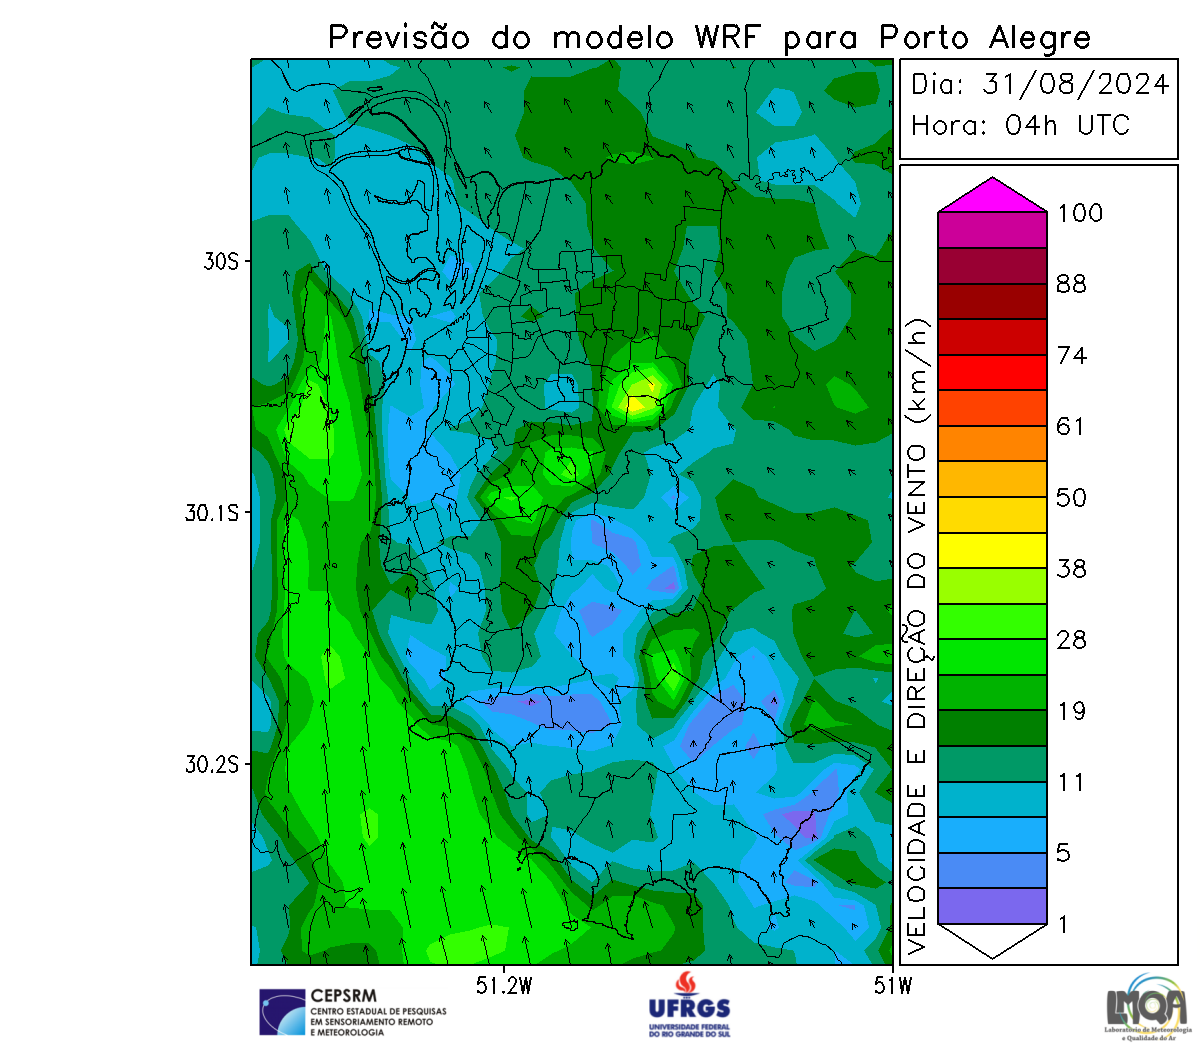 Previsão do modelo WRF para Porto Alegre
Dia: 31/08/2024
Hora: 04h UTC
30S
30.1S
30.2S
51.2W
51W
VELOCIDADE E DIREÇÃO DO VENTO (km/h)
100
88
74
61
50
38
28
19
11
5
1
CEPSRM
CENTRO ESTADUAL DE PESQUISAS
EM SENSORIAMENTO REMOTO
E METEOROLOGIA
UFRGS
UNIVERSIDADE FEDERAL
DO RIO GRANDE DO SUL
LMQA
Laboratório de Meteorologia
e Qualidade do Ar